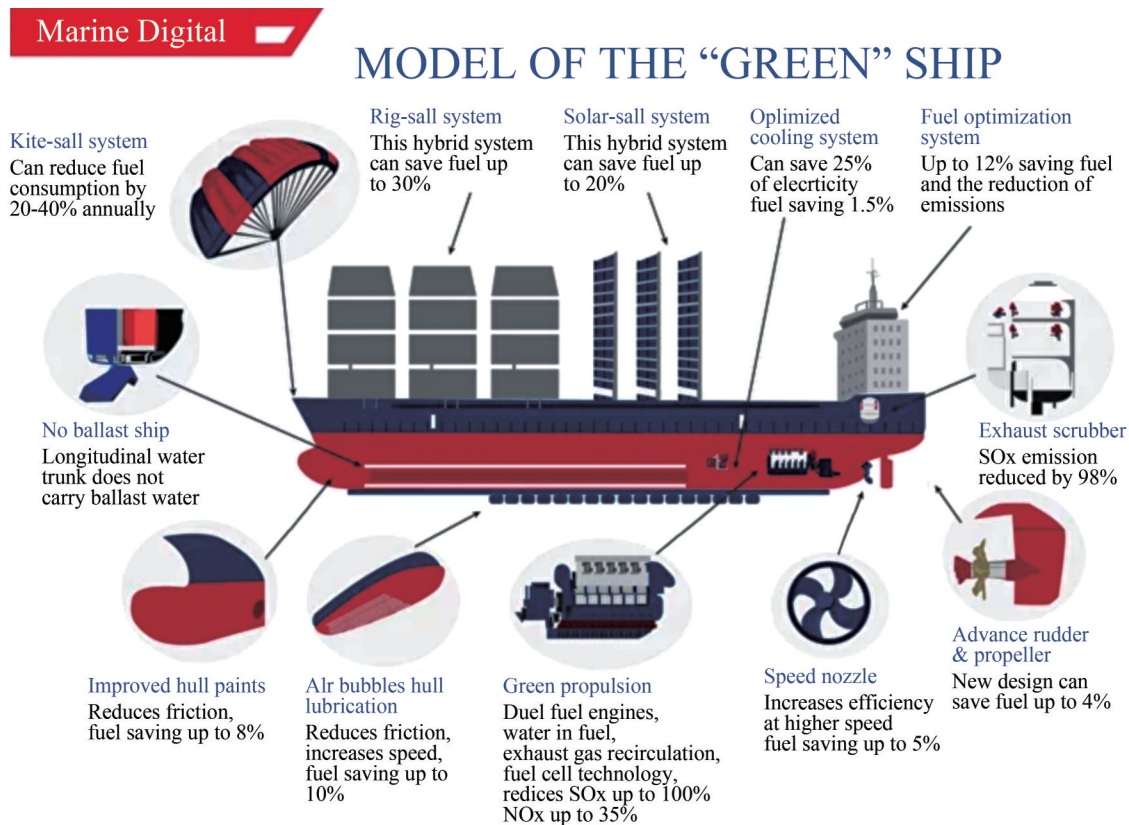 Marine Digital
MODEL OF THE “GREEN” SHIP
Kite-sall system
Can reduce fuel
consumption by
20-40% annually
Rig-sall system
This hybrid system
can save fuel up
to 30%
Solar-sall system
This hybrid system
can save fuel up
to 20%
Oplimized
cooling system
Can save 25%
of elecrticity
fuel saving 1.5%
Fuel optimization
system
Up to 12% saving fuel
and the reduction of
emissions
No ballast ship
Longitudinal water
trunk does not
carry ballast water
Exhaust scrubber
SOx emission
reduced by 98%
Improved hull paints
Reduces friction,
fuel saving up to 8%
Alr bubbles hull
lubrication
Reduces friction,
increases speed,
fuel saving up to
10%
Green propulsion
Duel fuel engines,
water in fuel,
exhaust gas recirculation,
fuel cell technology,
redices SOx up to 100%
NOx up to 35%
Speed nozzle
Increases efficiency
at higher speed
fuel saving up to 5%
Advance rudder
& propeller
New design can
save fuel up to 4%